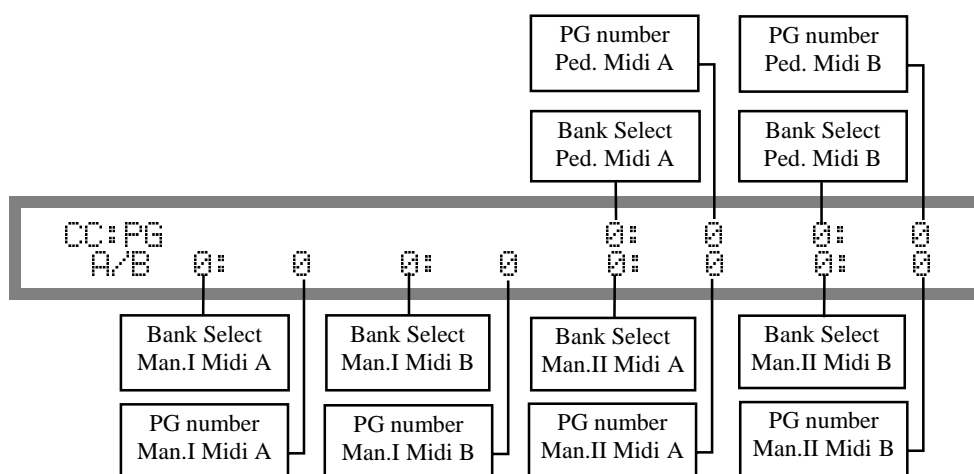 PG number
Ped. Midi A
PG number
Ped. Midi B
Bank Select
Ped. Midi A
Bank Select
Ped. Midi B
CC:PG 0: 0 0: 0
A/B 0: 0 0: 0 0: 0 0: 0
Bank Select
Man.I Midi A
Bank Select
Man.I Midi B
Bank Select
Man.II Midi A
Bank Select
Man.II Midi B
PG number
Man.I Midi A
PG number
Man.I Midi B
PG number
Man.II Midi A
PG number
Man.II Midi B